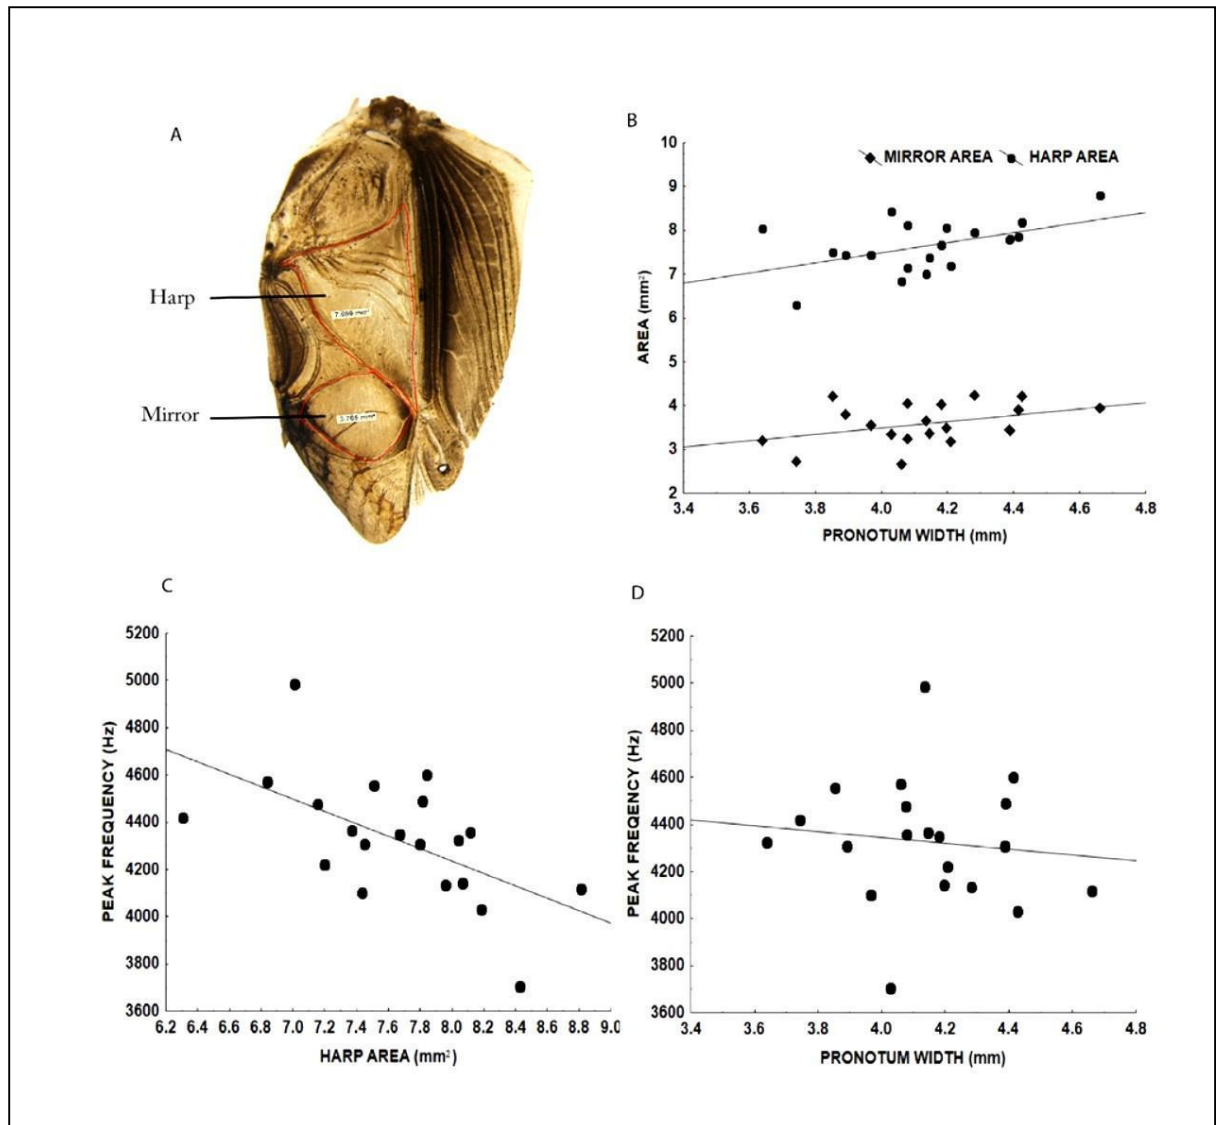 A
Harp
Mirror
B
MIRROR AREA HARP AREA
10
9
8
7
6
5
4
3
2
AREA (mm²)
3.4 3.6 3.8 4.0 4.2 4.4 4.6 4.8
PRONOTUM WIDTH (mm)
C
5200
5000
4800
4600
4400
4200
4000
3800
3600
PEAK FREQUENCY (Hz)
6.2 6.4 6.6 6.8 7.0 7.2 7.4 7.6 7.8 8.0 8.2 8.4 8.6 8.8 9.0
HARP AREA (mm²)
D
5200
5000
4800
4600
4400
4200
4000
3800
3600
PEAK FREQENCY (Hz)
3.4 3.6 3.8 4.0 4.2 4.4 4.6 4.8
PRONOTUM WIDTH (mm)